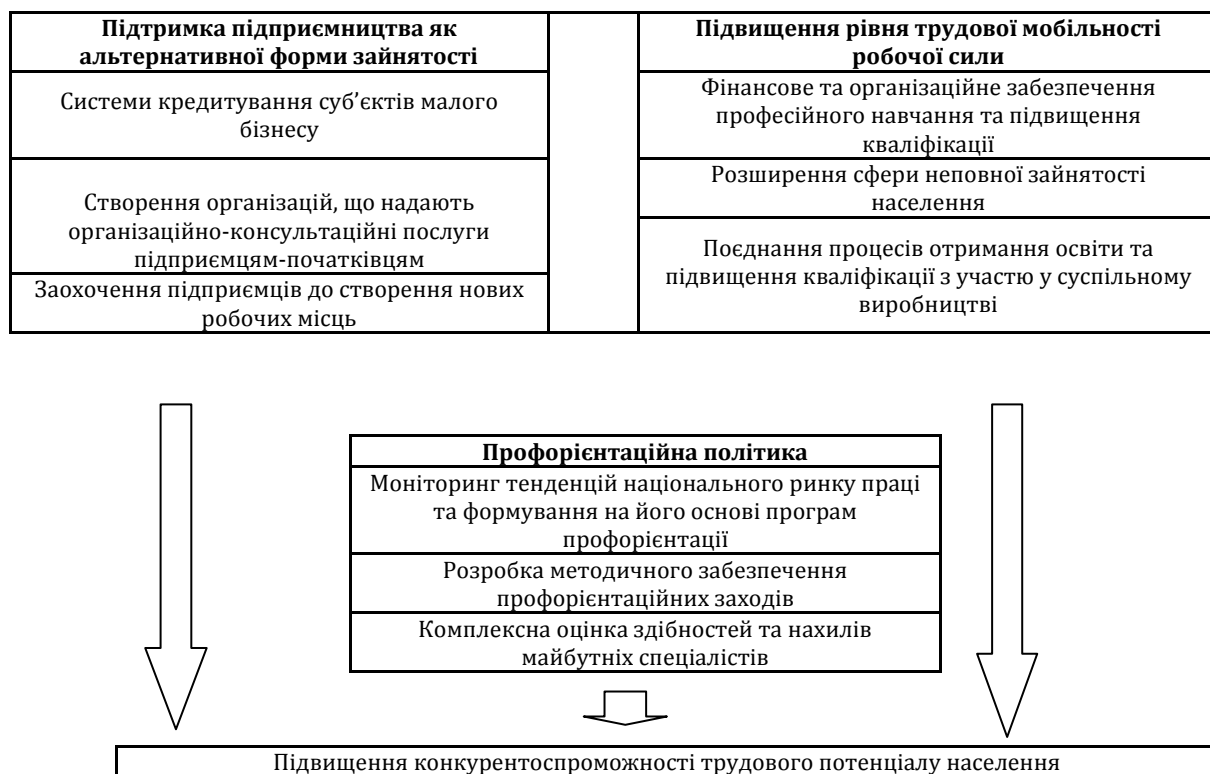 Підтримка підприємництва як
альтернативної форми зайнятості
Системи кредитування суб’єктів малого
бізнесу
Створення організацій, що надають
організаційно-консультаційні послуги
підприємцям-початківцям
Заохочення підприємців до створення нових
робочих місць
Підвищення рівня трудової мобільності
робочої сили
Фінансове та організаційне забезпечення
професійного навчання та підвищення
кваліфікації
Розширення сфери неповної зайнятості
населення
Поєднання процесів отримання освіти та
підвищення кваліфікації з участю у суспільному
виробництві
Профорієнтаційна політика
Моніторинг тенденцій національного ринку праці
та формування на його основі програм
профорієнтації
Розробка методичного забезпечення
профорієнтаційних заходів
Комплексна оцінка здібностей та нахилів
майбутніх спеціалістів
Підвищення конкурентоспроможності трудового потенціалу населення